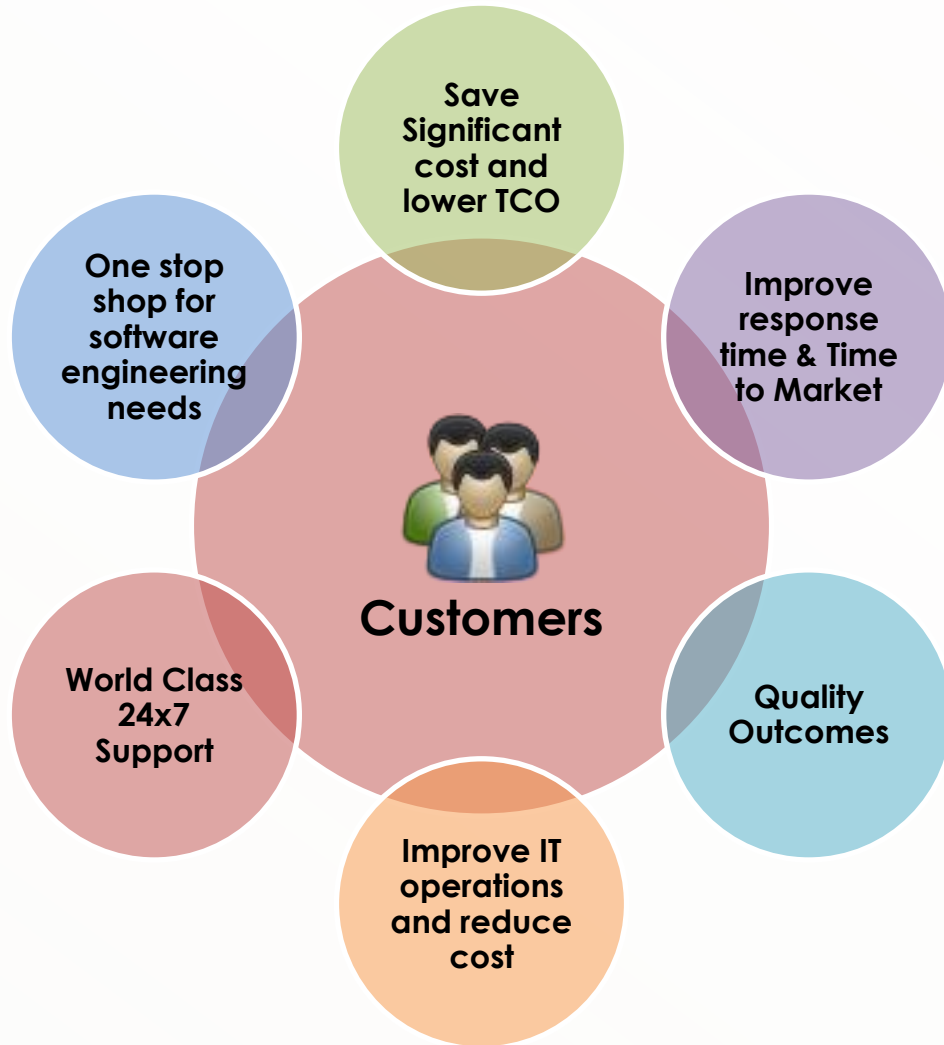 Save
Significant
cost and
lower TCO
One stop
shop for
software
engineering
needs
Improve
response
time & Time
to Market
Customers
World Class
24x7
Support
Quality
Outcomes
Improve IT
operations
and reduce
cost